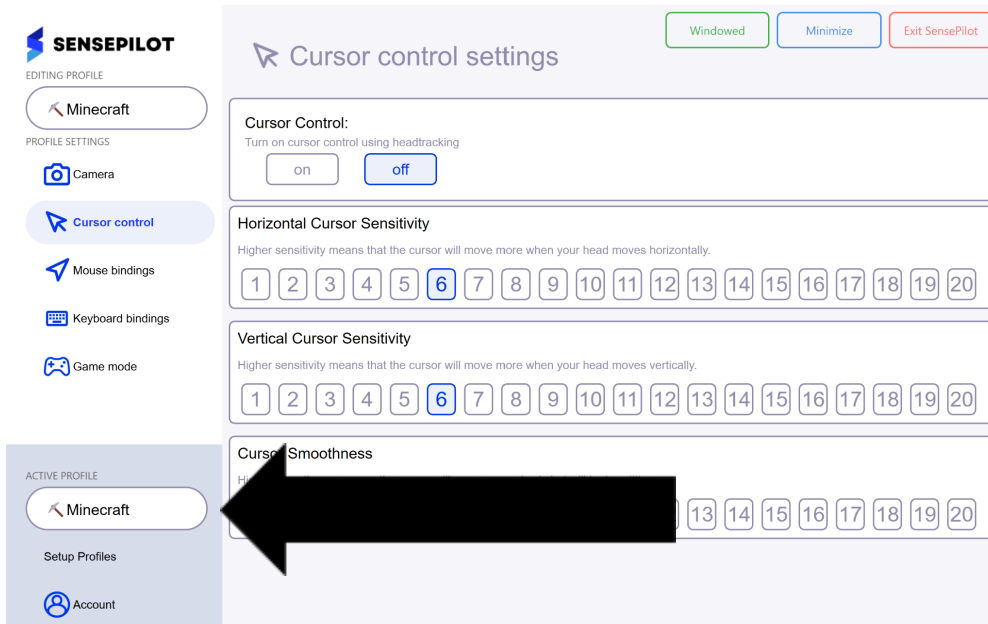 SENSEPILOT
EDITING PROFILE
Minecraft
PROFILE SETTINGS
Camera
Cursor control
Mouse bindings
Keyboard bindings
Game mode
ACTIVE PROFILE
Minecraft
Setup Profiles
Account
Windowed Minimize Exit SensePilot
Cursor control settings
Cursor Control:
Turn on cursor control using headtracking
on off
Horizontal Cursor Sensitivity
Higher sensitivity means that the cursor will move more when your head moves horizontally.
1 2 3 4 5 6 7 8 9 10 11 12 13 14 15 16 17 18 19 20
Vertical Cursor Sensitivity
Higher sensitivity means that the cursor will move more when your head moves vertically.
1 2 3 4 5 6 7 8 9 10 11 12 13 14 15 16 17 18 19 20
Cursor Smoothness
13 14 15 16 17 18 19 20